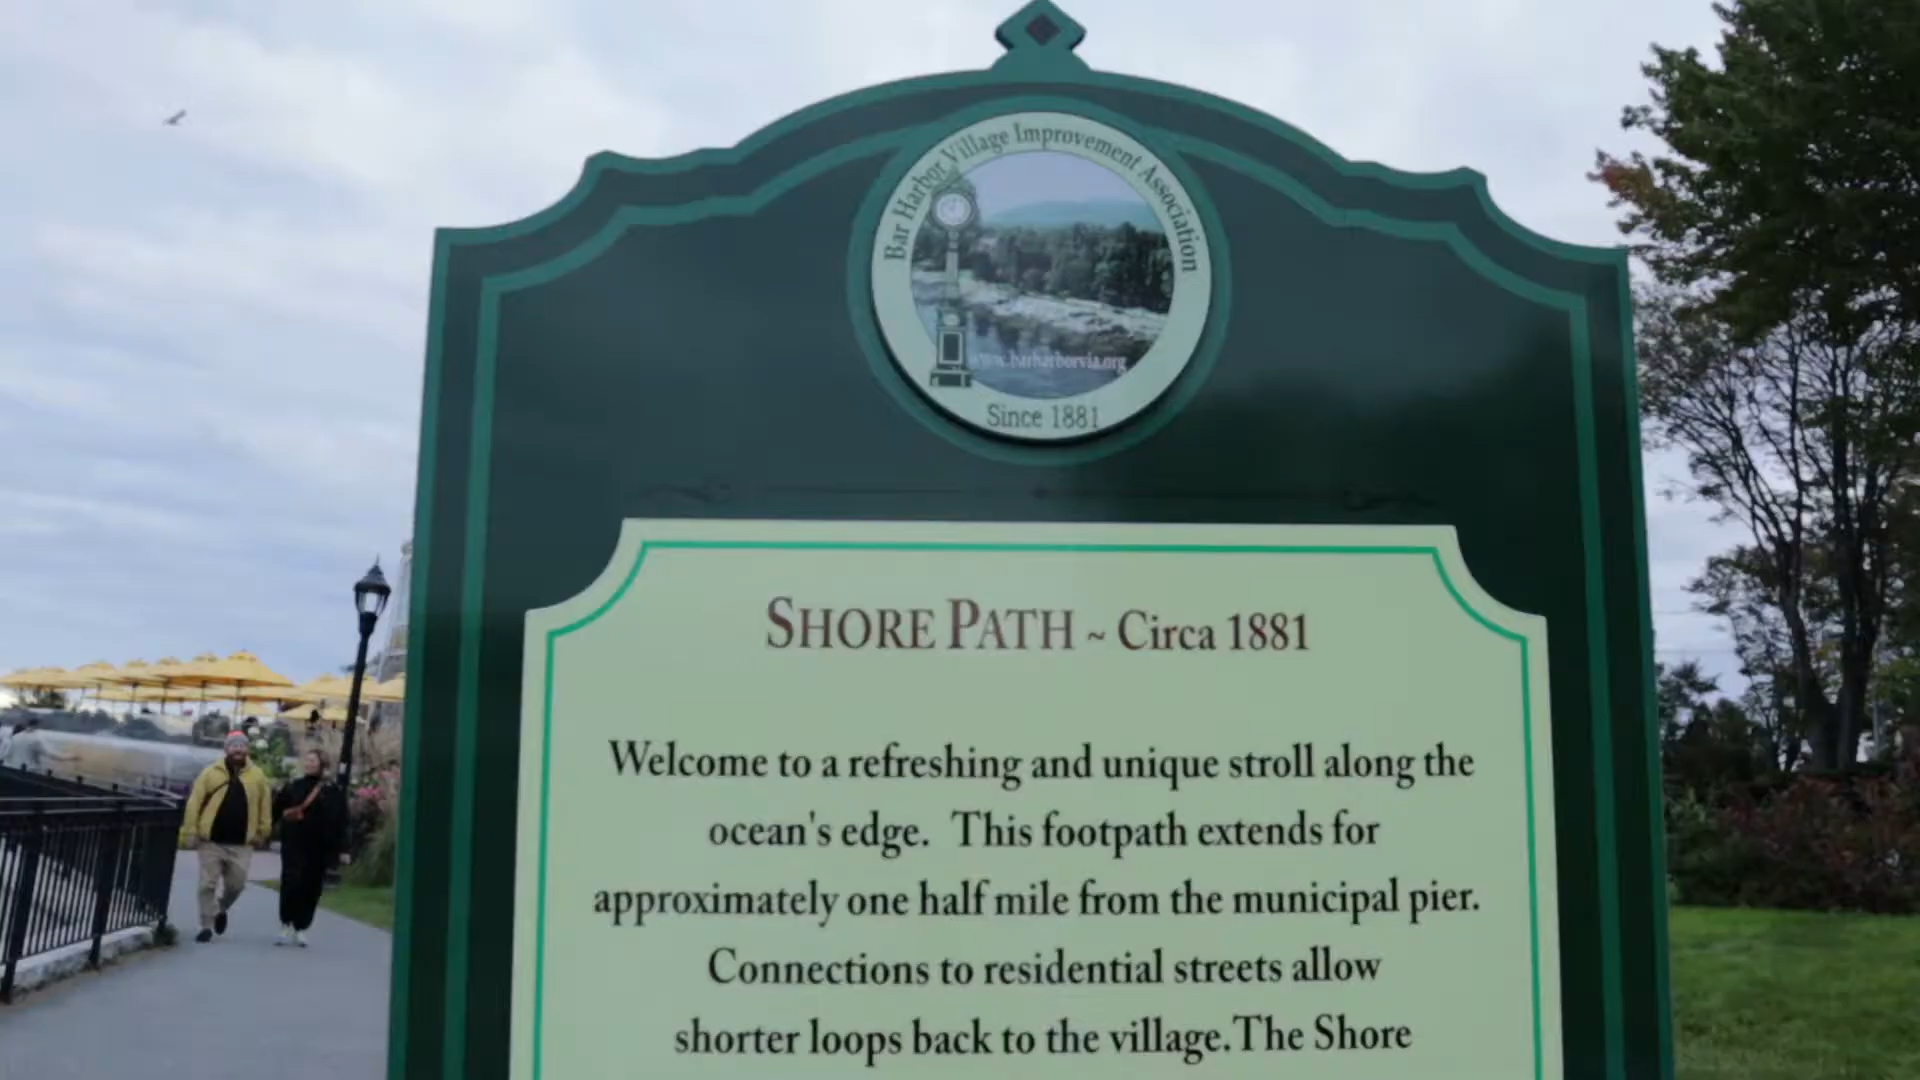 Bar Harbor Village Improvement Association
www.barharborvia.org
Since 1881
SHORE PATH ~ Circa 1881
Welcome to a refreshing and unique stroll along the
ocean's edge. This footpath extends for
approximately one half mile from the municipal pier.
Connections to residential streets allow
shorter loops back to the village. The Shore